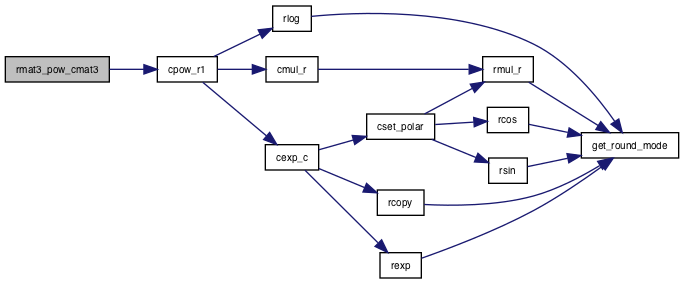 rlog
rmat3_pow_cmat3
cpow_r1
cmul_r
rmul_r
cset_polar
rcos
get_round_mode
cexp_c
rsin
rcopy
rexp